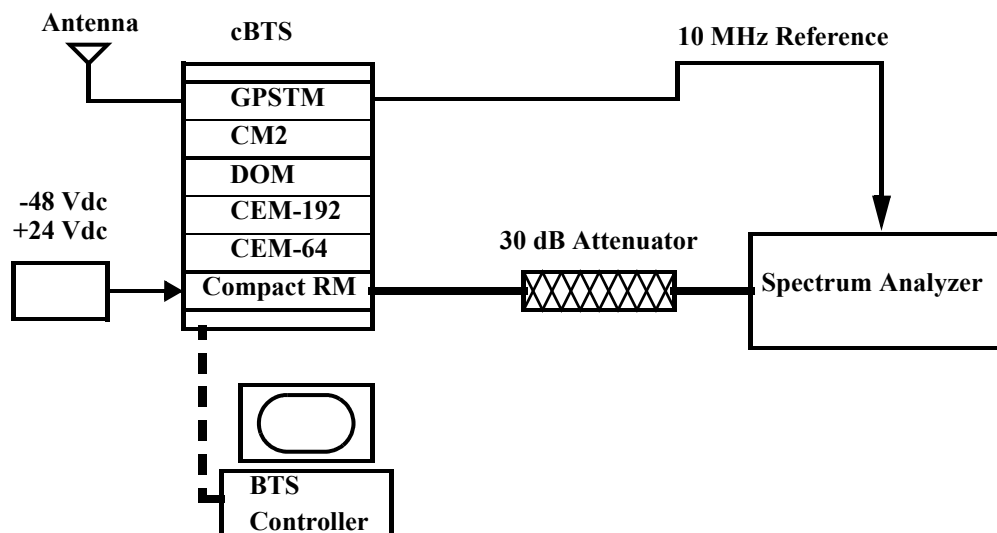 Antenna
cBTS
10 MHz Reference
GPSTM
CM2
DOM
-48 Vdc
+24 Vdc
CEM-192
CEM-64
30 dB Attenuator
Compact RM
Spectrum Analyzer
BTS
Controller